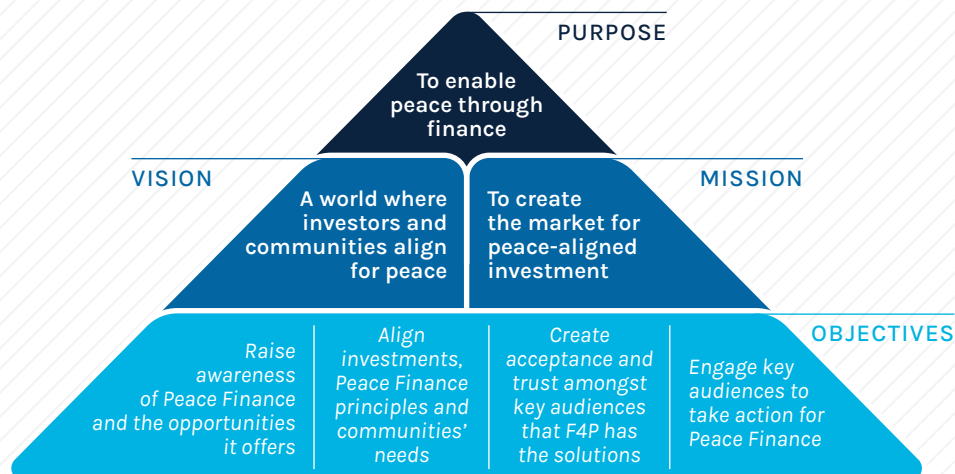 PURPOSE
To enable
peace through
finance
VISION
A world where
investors and
communities align
for peace
MISSION
To create
the market for
peace-aligned
investment
OBJECTIVES
Raise
awareness
of Peace Finance
and the opportunities
it offers
Align
investments,
Peace Finance
principles and
communities’
needs
Create
acceptance and
trust amongst
key audiences
that F4P has
the solutions
Engage key
audiences to
take action for
Peace Finance